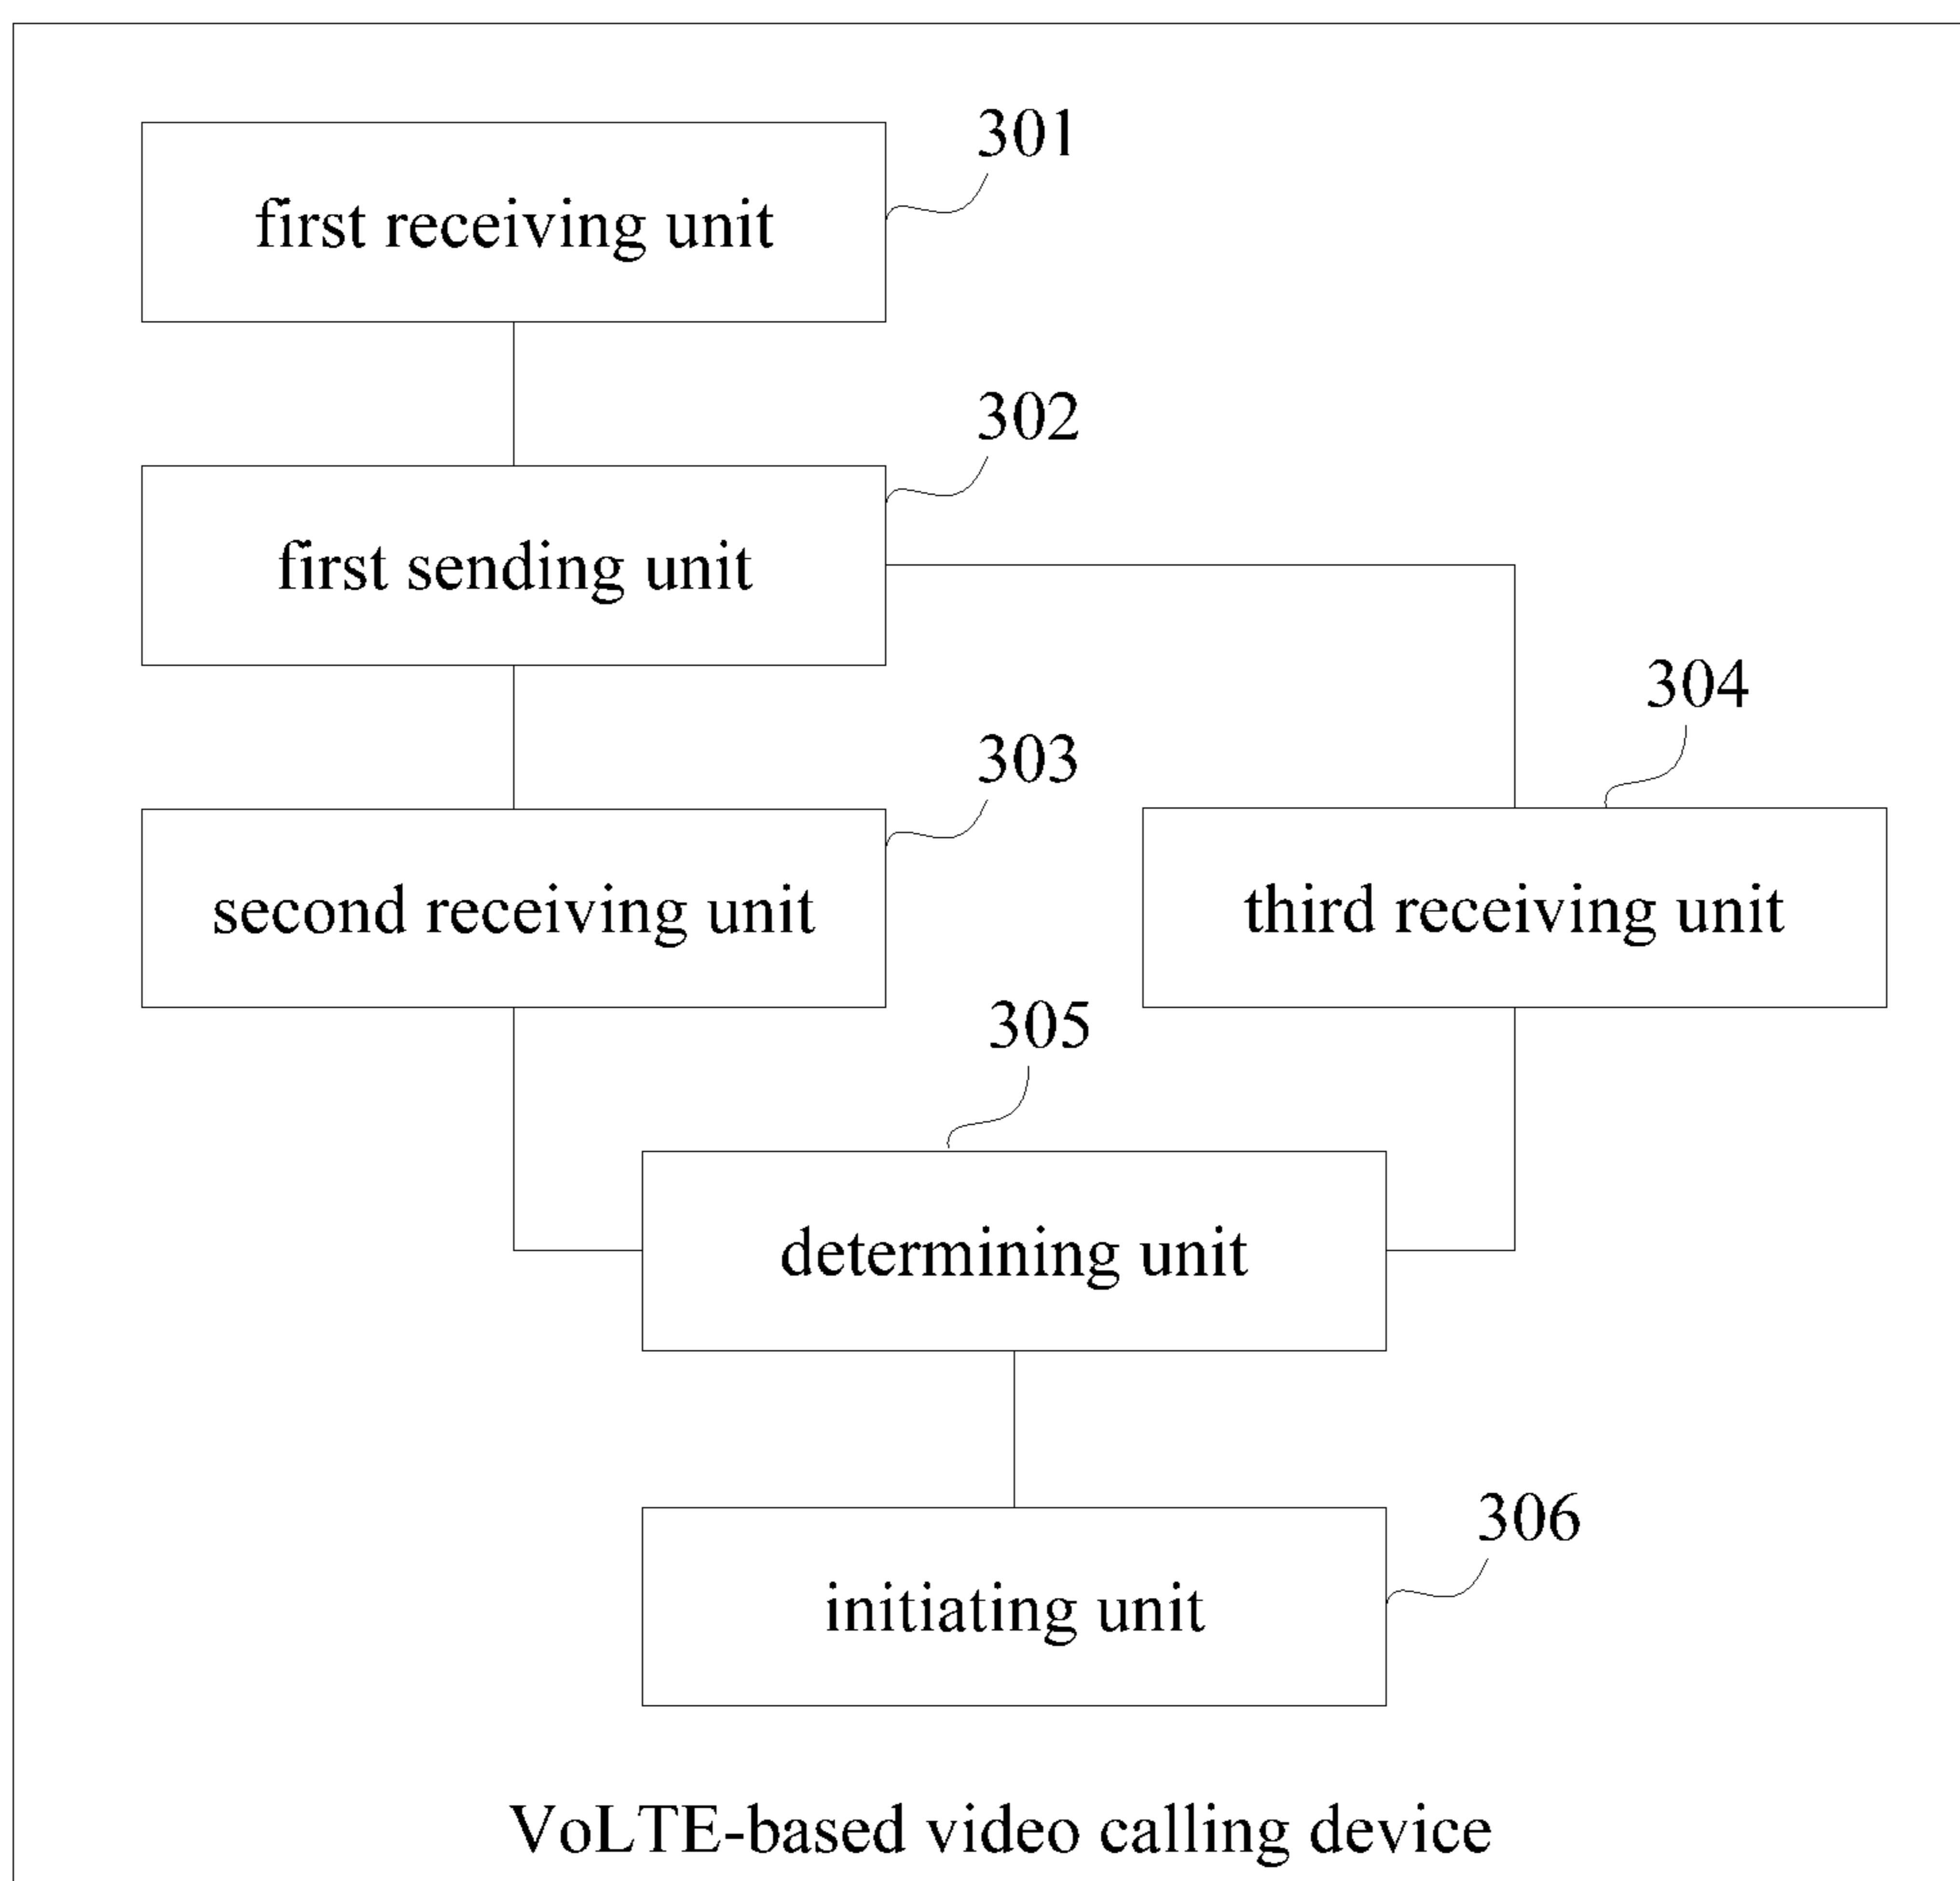 301
first receiving unit
302
first sending unit
304
303
second receiving unit
third receiving unit
305
determining unit
306
initiating unit
VoLTE-based video calling device